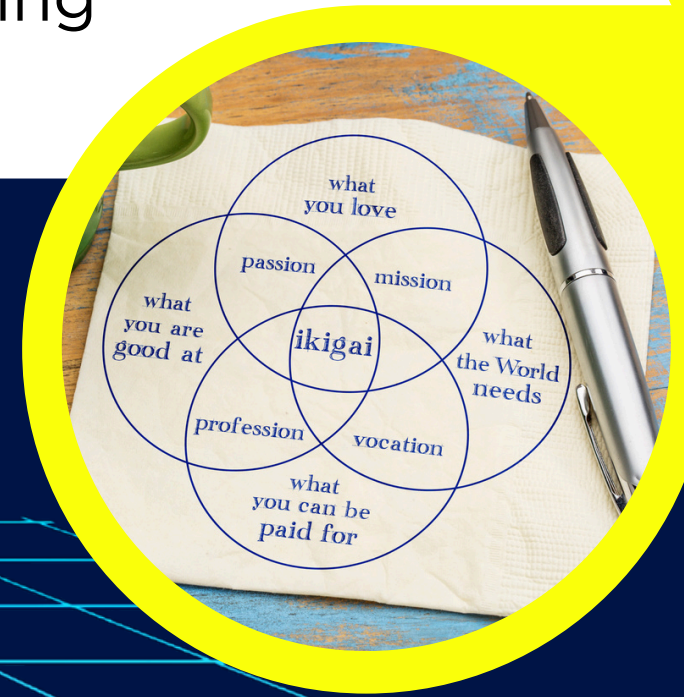 ing
what
you love
passion
mission
what
you are
good at
ikigai
what
the World
needs
profession
vocation
what
you can be
paid for